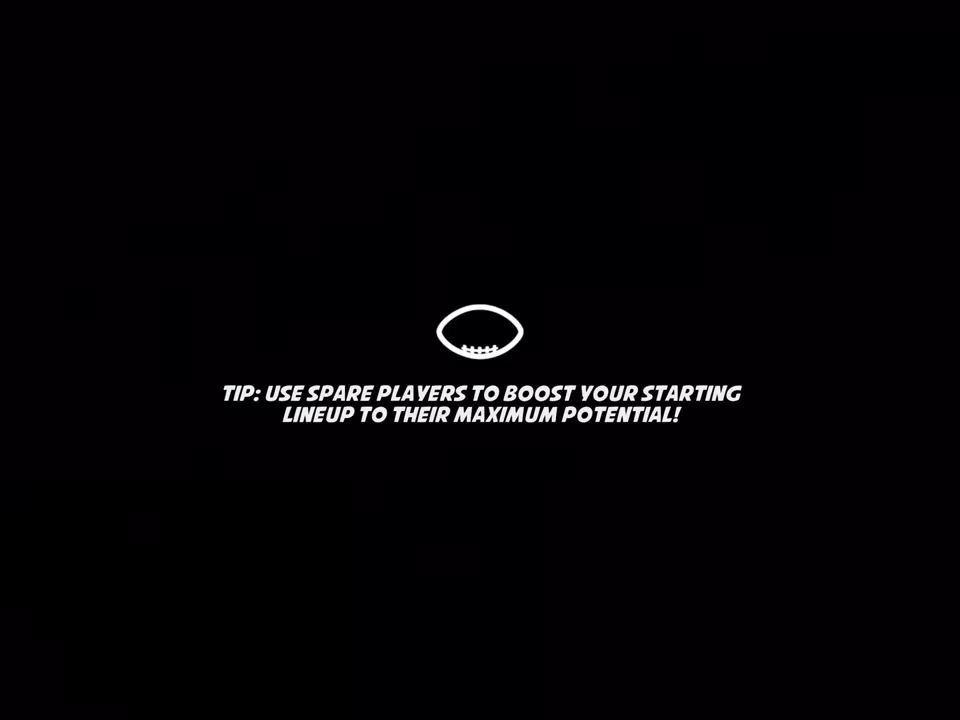 TIP: USE SPARE PLAYERS TO BOOST YOUR STARTING
LINEUP TO THEIR MAXIMUM POTENTIAL!